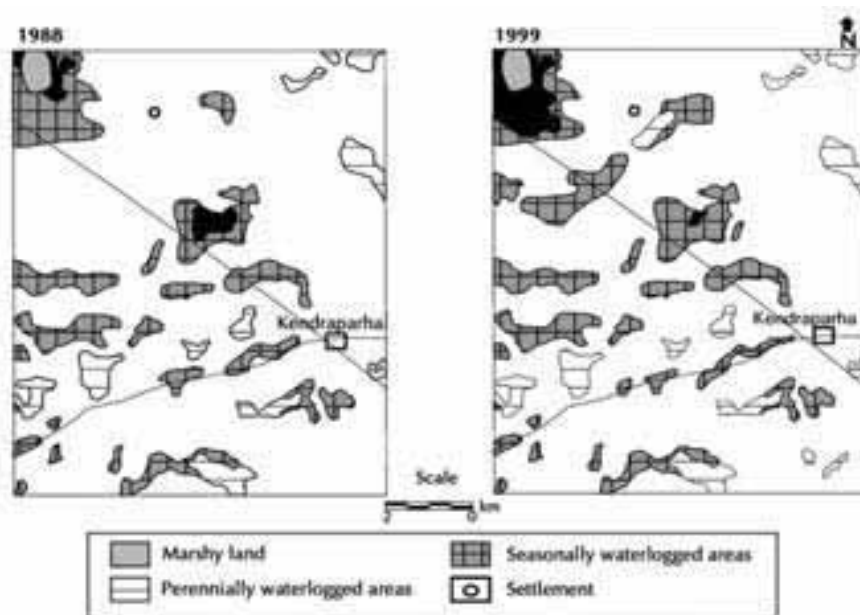 1988
1999
N
Kendraparha
Kendraparha
Scale
km
Marshy land
Seasonally waterlogged areas
Perennially waterlogged areas
Settlement